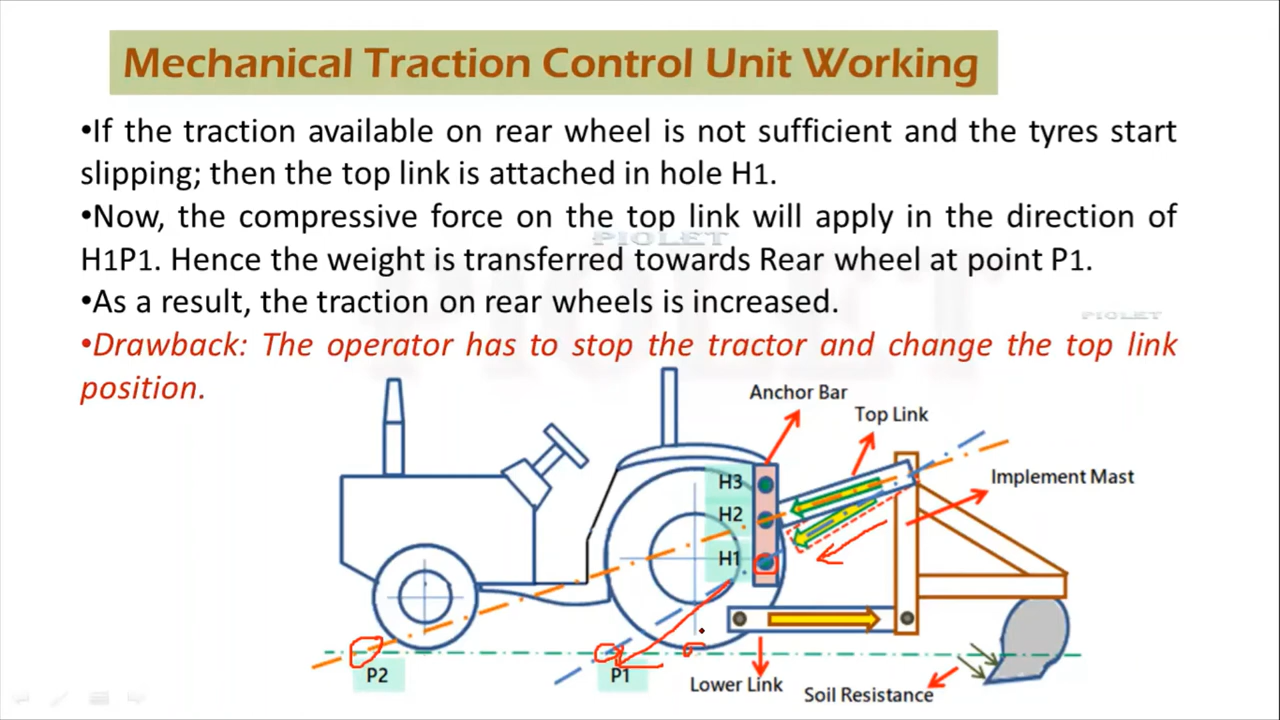 Mechanical Traction Control Unit Working
•If the traction available on rear wheel is not sufficient and the tyres start
slipping; then the top link is attached in hole H1.
•Now, the compressive force on the top link will apply in the direction of
H1P1. Hence the weight is transferred towards Rear wheel at point P1.
PIOLET
•As a result, the traction on rear wheels is increased.
PIOLET
PIOLET
•Drawback: The operator has to stop the tractor and change the top link
position.
Anchor Bar
Top Link
H3
Implement Mast
H2
H1
P2
P1
Lower Link
Soil Resistance